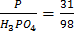 P/H₃PO₄ = 31/98